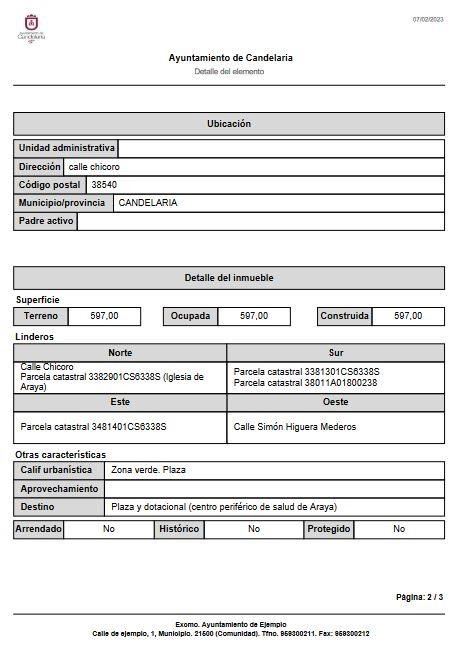 Ayuntamiento de
Candelaria
07/02/2023
Ayuntamiento de Candelaria
Detalle del elemento
Ubicación
Unidad administrativa
Dirección calle chicoro
Código postal 38540
Municipio/provincia CANDELARIA
Padre activo
Detalle del inmueble
Superficie
Terreno 597,00 Ocupada 597,00 Construida 597,00
Linderos
Norte Sur
Calle Chicoro
Parcela catastral 3382901CS6338S (Iglesia de
Araya)
Parcela catastral 3381301CS6338S
Parcela catastral 38011A01800238
Este Oeste
Parcela catastral 3481401CS6338S Calle Simón Higuera Mederos
Otras características
Calif urbanística Zona verde. Plaza
Aprovechamiento
Destino Plaza y dotacional (centro periférico de salud de Araya)
Arrendado No Histórico No Protegido No
Página: 2 / 3
Exomo. Ayuntamiento de Ejemplo
Calle de ejemplo, 1, Municipio. 21500 (Comunidad). Tfno. 959300211. Fax: 959300212